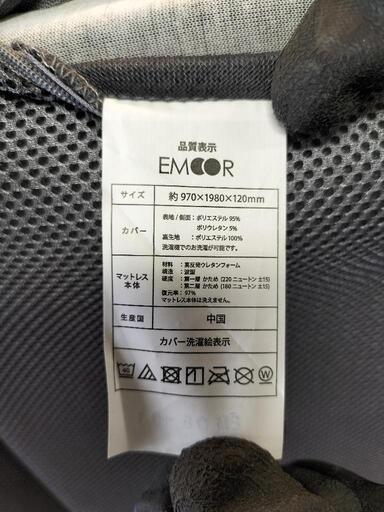 品質表示
EMOOR
サイズ 約 970×1980×120mm
カバー
表地 / 側面：ポリエステル 95%
ポリウレタン 5%
裏生地 ：ポリエステル 100%
洗濯機でのお洗濯が可能です。
マットレス本体
材料 ：高反発ウレタンフォーム
構造 ：波型
硬度 ：第一層 かため (220 ニュートン ±15)
：第二層 かため (180 ニュートン ±15)
復元率：97%
マットレス本体は洗えません。
生産国 中国
カバー洗濯絵表示
40
W